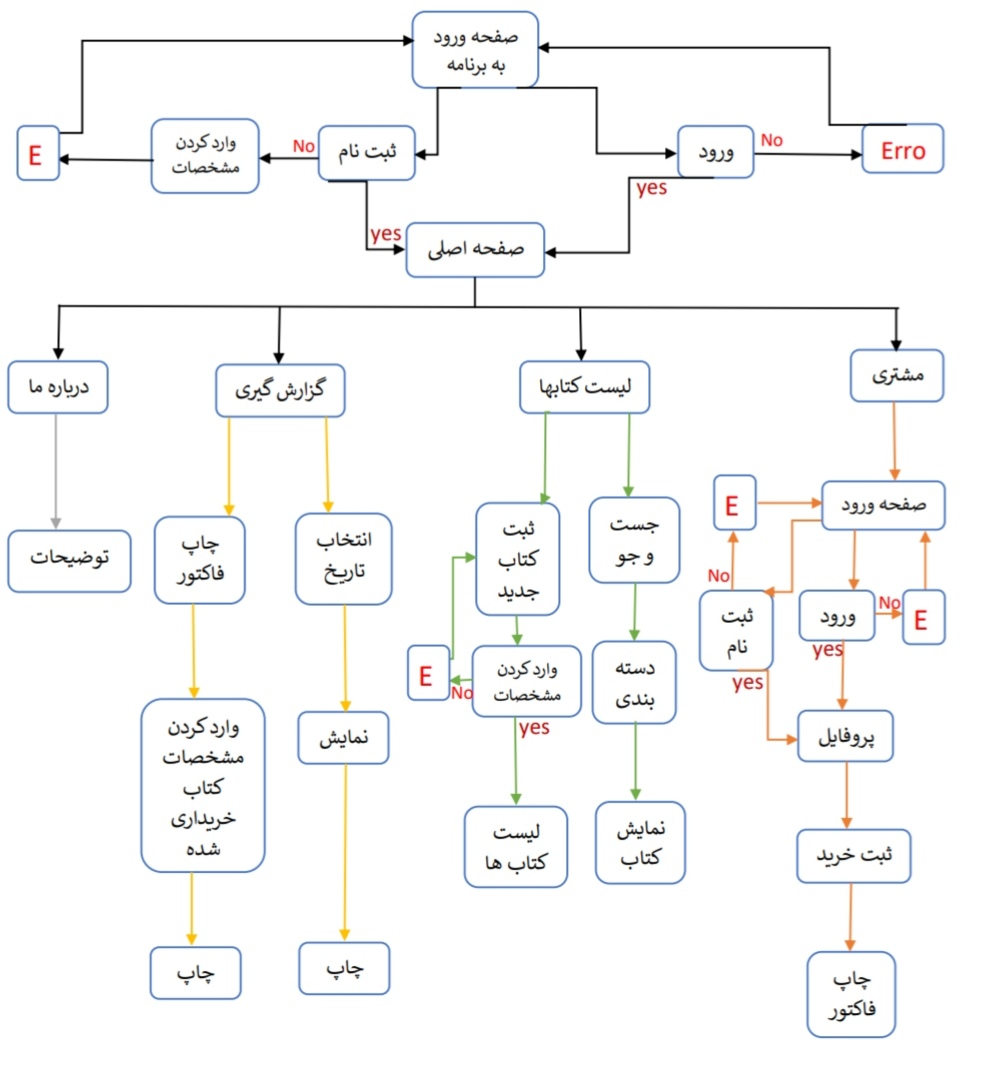 صفحه ورود
به برنامه
ورود
No
Erro
yes
ثبت نام
No
وارد کردن
مشخصات
E
yes
صفحه اصلی
مشتری
صفحه ورود
E
No
ثبت
نام
yes
ورود
No
E
yes
پروفایل
ثبت خرید
چاپ
فاکتور
لیست کتابها
جست
و جو
دسته
بندی
نمایش
کتاب
ثبت
کتاب
جدید
وارد کردن
مشخصات
No
E
yes
لیست
کتاب ها
گزارش گیری
انتخاب
تاریخ
نمایش
چاپ
چاپ
فاکتور
وارد کردن
مشخصات
کتاب
خریداری
شده
چاپ
درباره ما
توضیحات